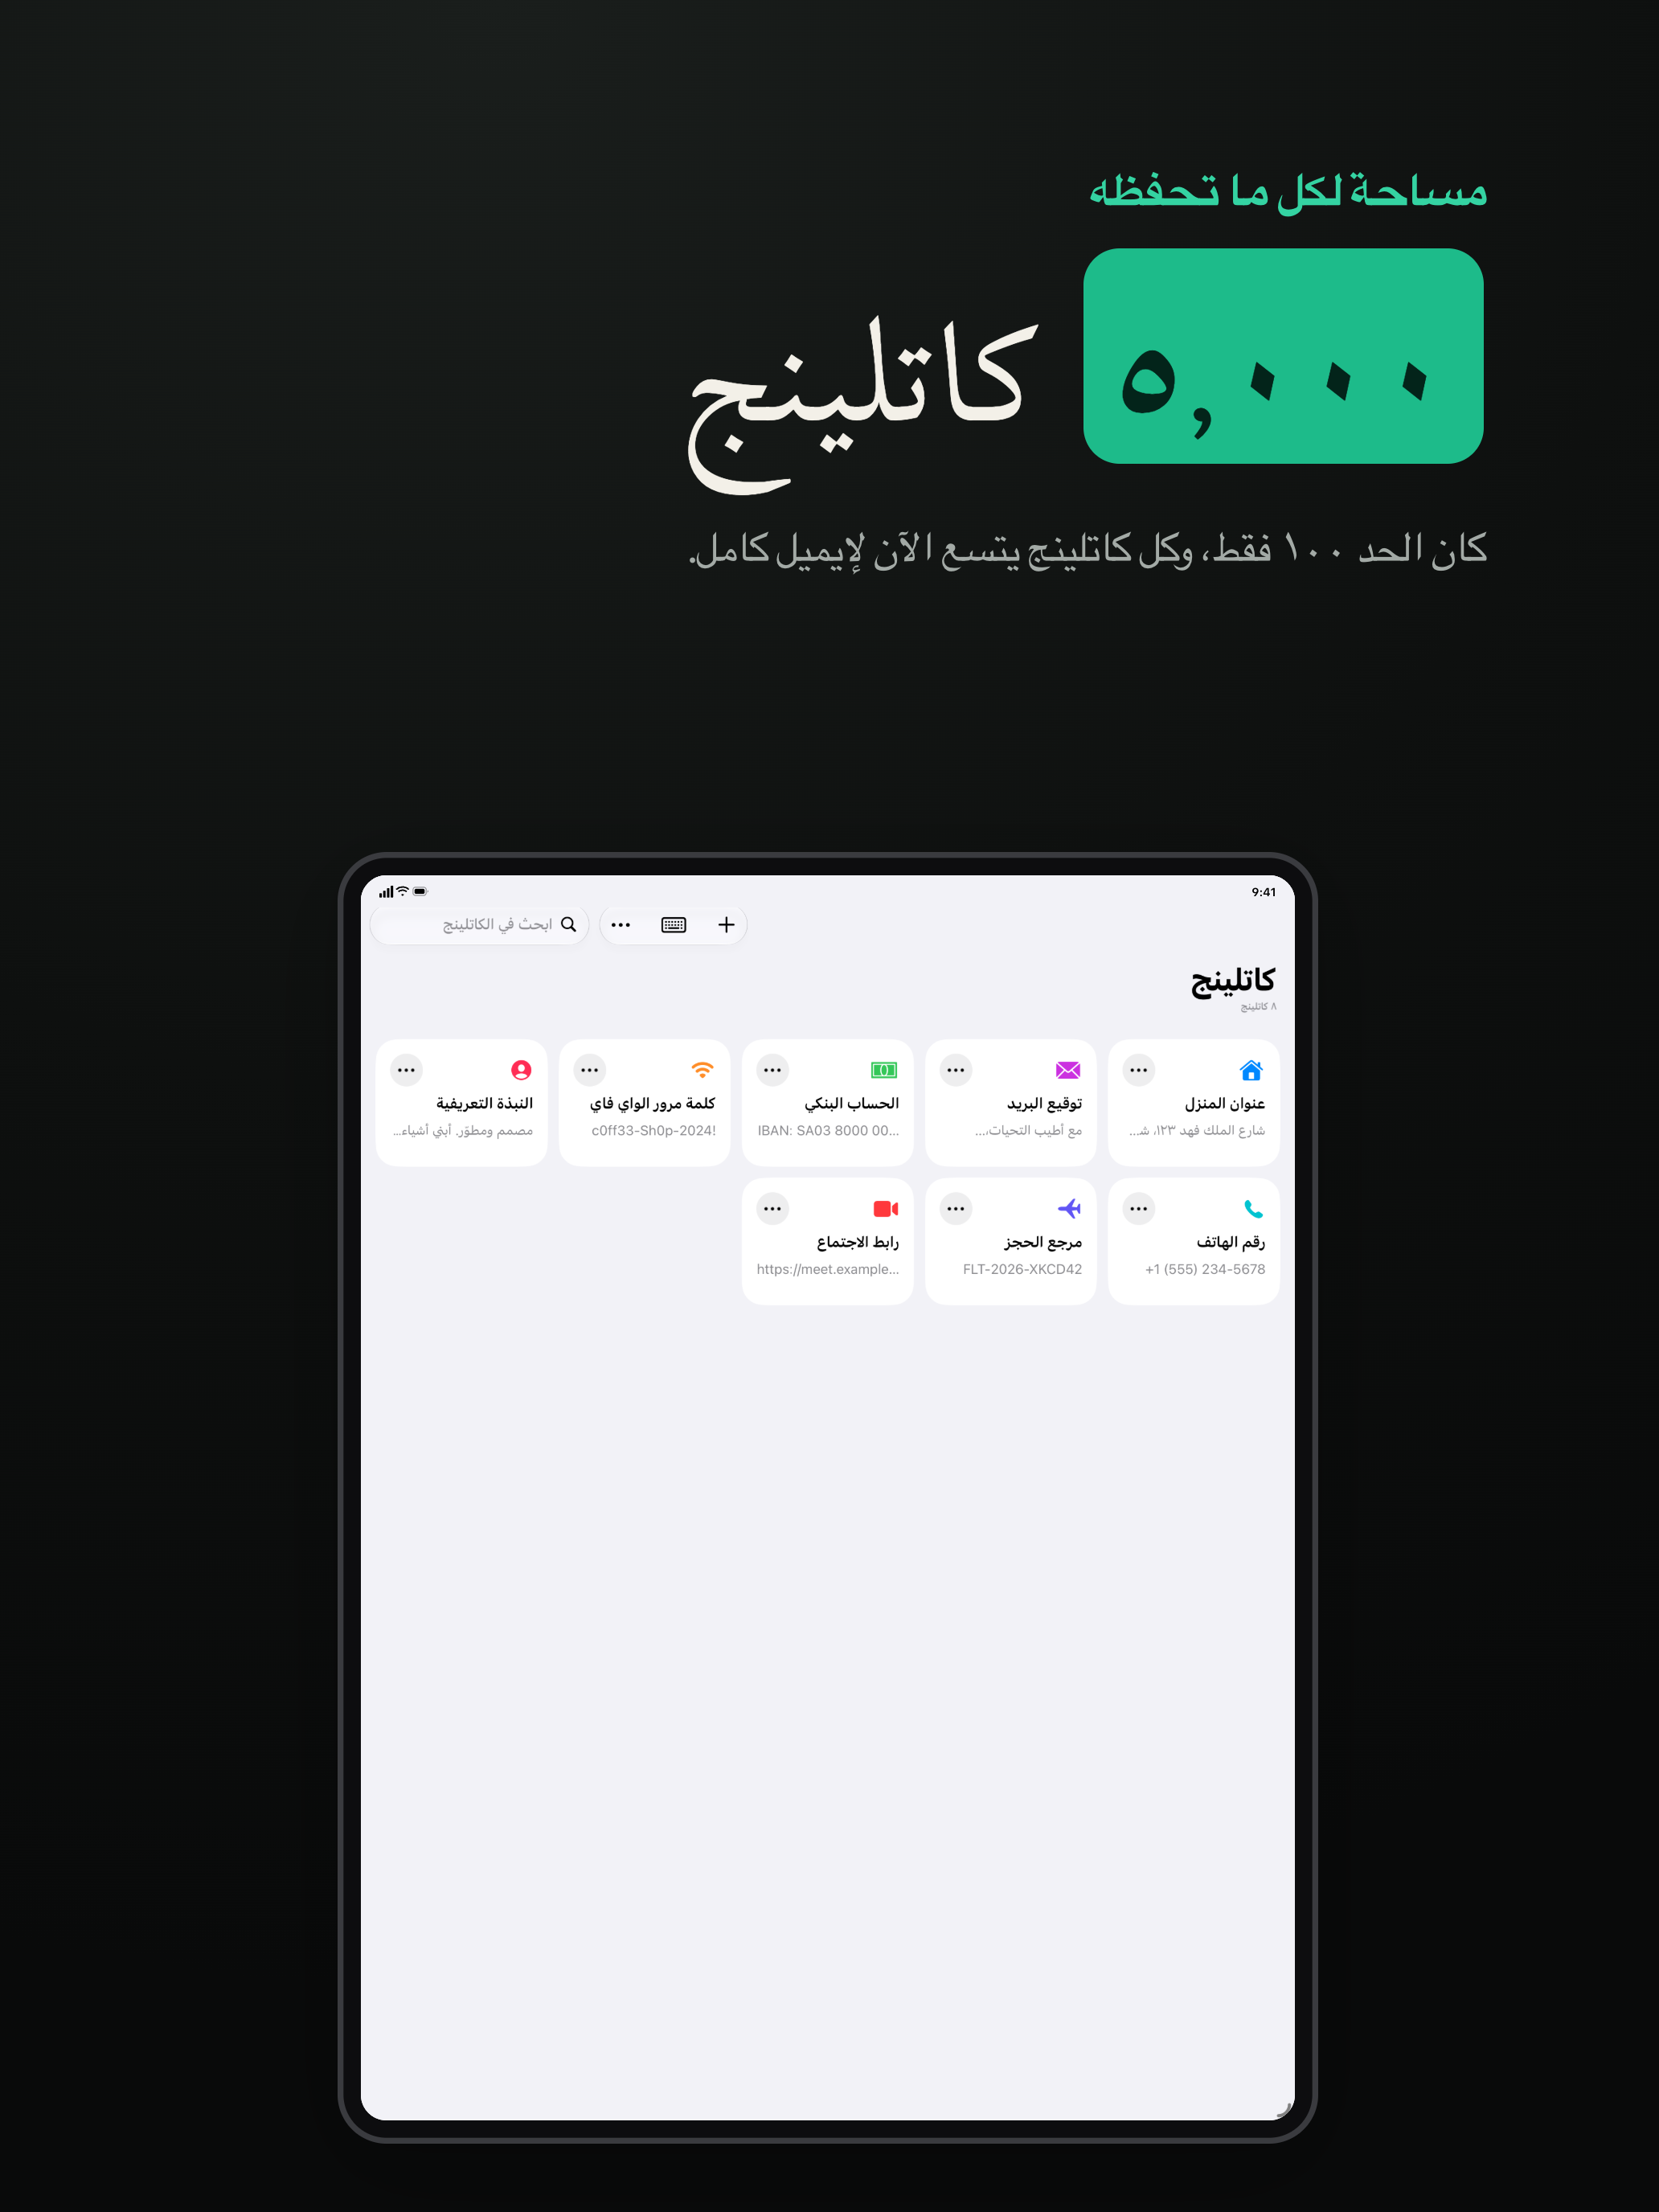 مساحة لكل ما تحفظه
٥,٠٠٠ كاتلينج
كان الحد ١٠٠ فقط، وكل كاتلينج يتسع الآن لإيميل كامل.
9:41
ابحث في الكاتلينج
كاتلينج
٨ كاتلينج
عنوان المنزل
شارع الملك فهد ١٢٣، شـ...
توقيع البريد
مع أطيب التحيات،...
الحساب البنكي
IBAN: SA03 8000 00...
كلمة مرور الواي فاي
c0ff33-Sh0p-2024!
النبذة التعريفية
مصمم ومطوّر. أبني أشياء...
رقم الهاتف
+1 (555) 234-5678
مرجع الحجز
FLT-2026-XKCD42
رابط الاجتماع
https://meet.example...